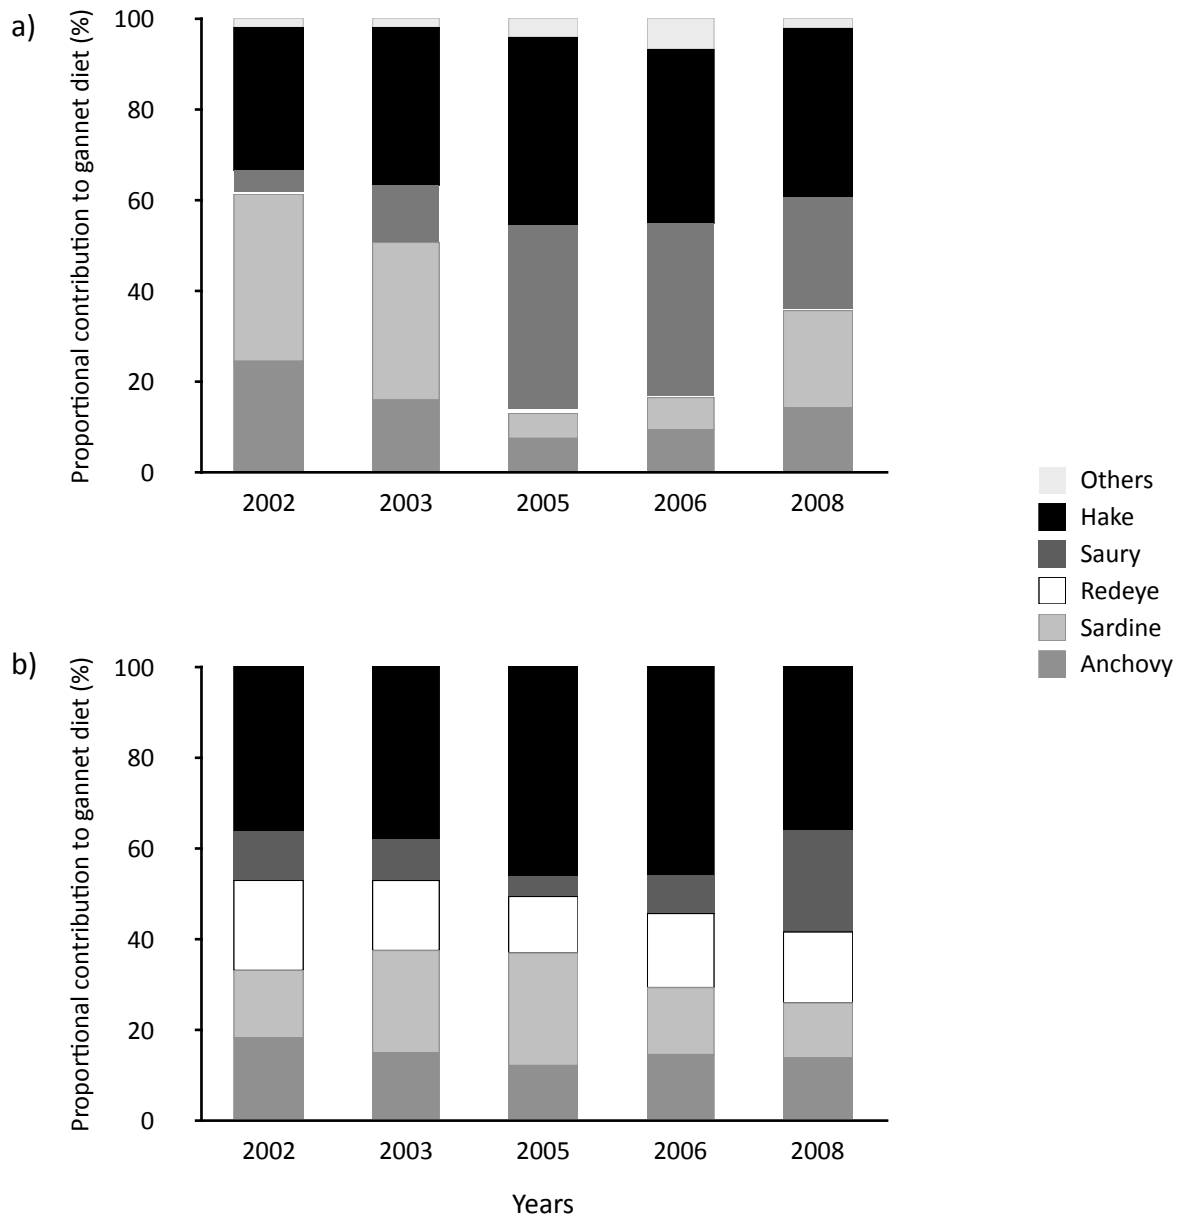 a)
Proportional contribution to gannet diet (%)
100
80
60
40
20
0
2002 2003 2005 2006 2008
Others
Hake
Saury
Redeye
Sardine
Anchovy
b)
Proportional contribution to gannet diet (%)
100
80
60
40
20
0
2002 2003 2005 2006 2008
Years